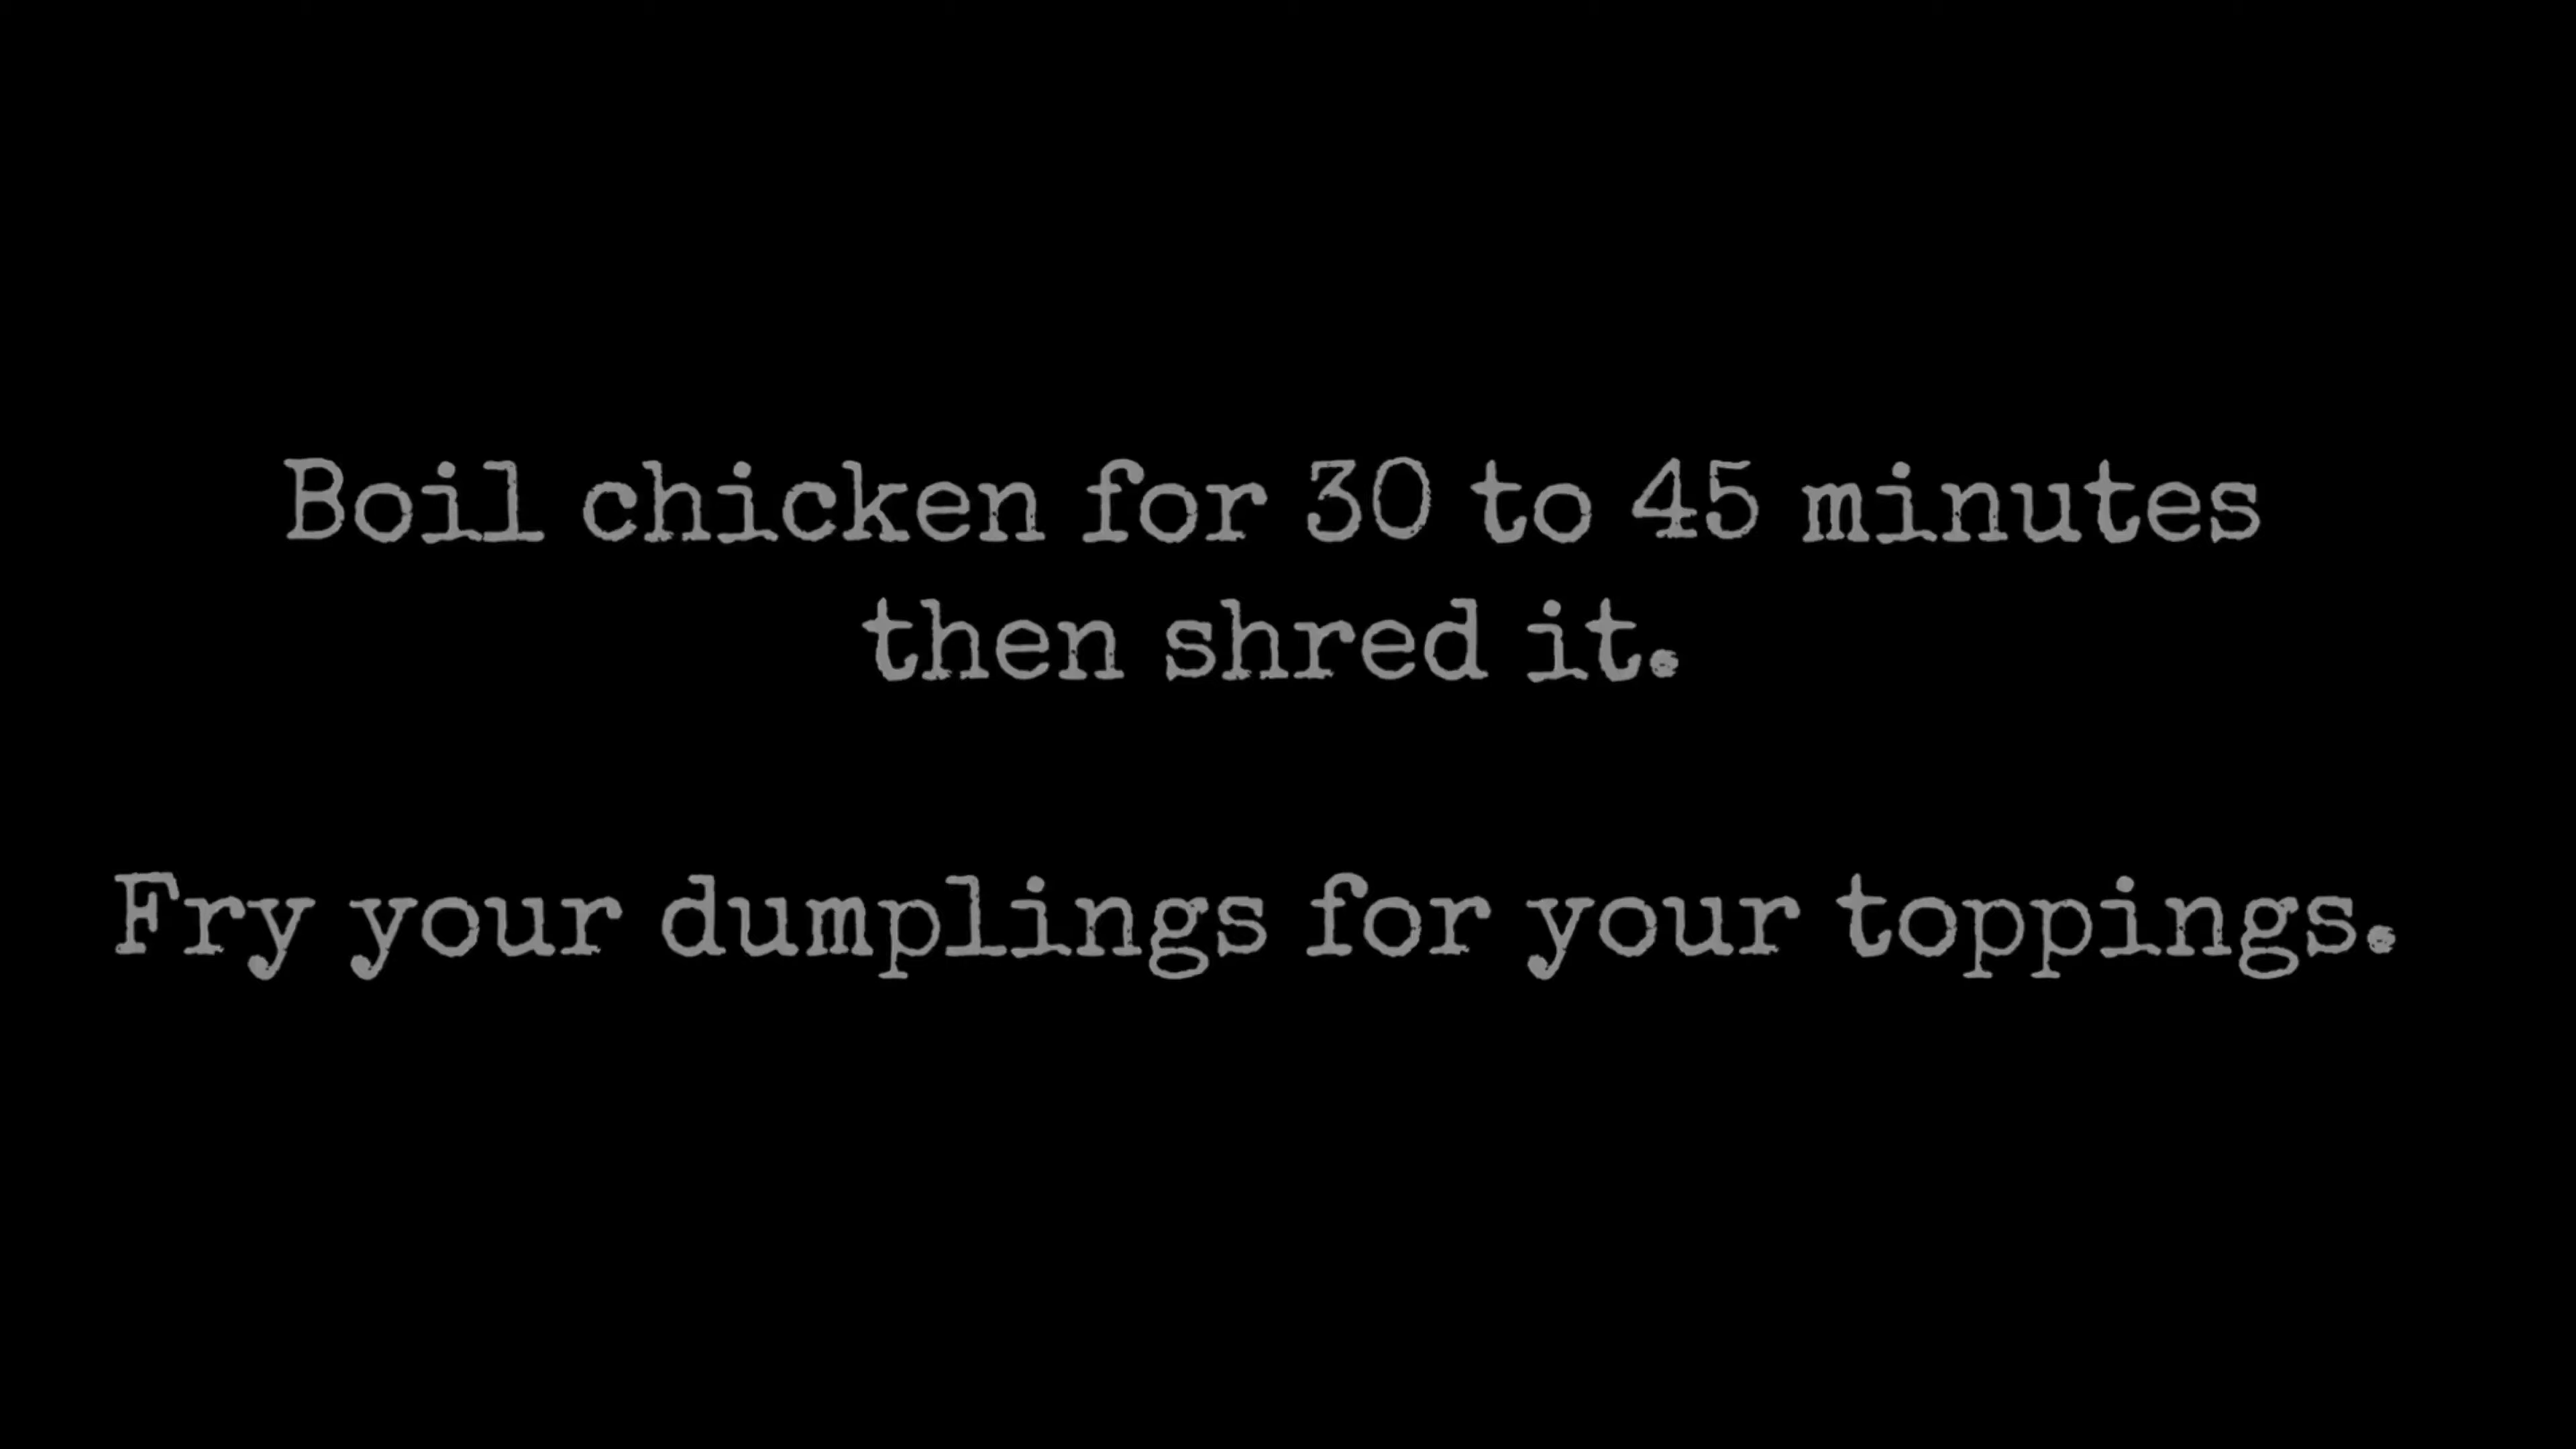 Boil chicken for 30 to 45 minutes
then shred it.
Fry your dumplings for your toppings.